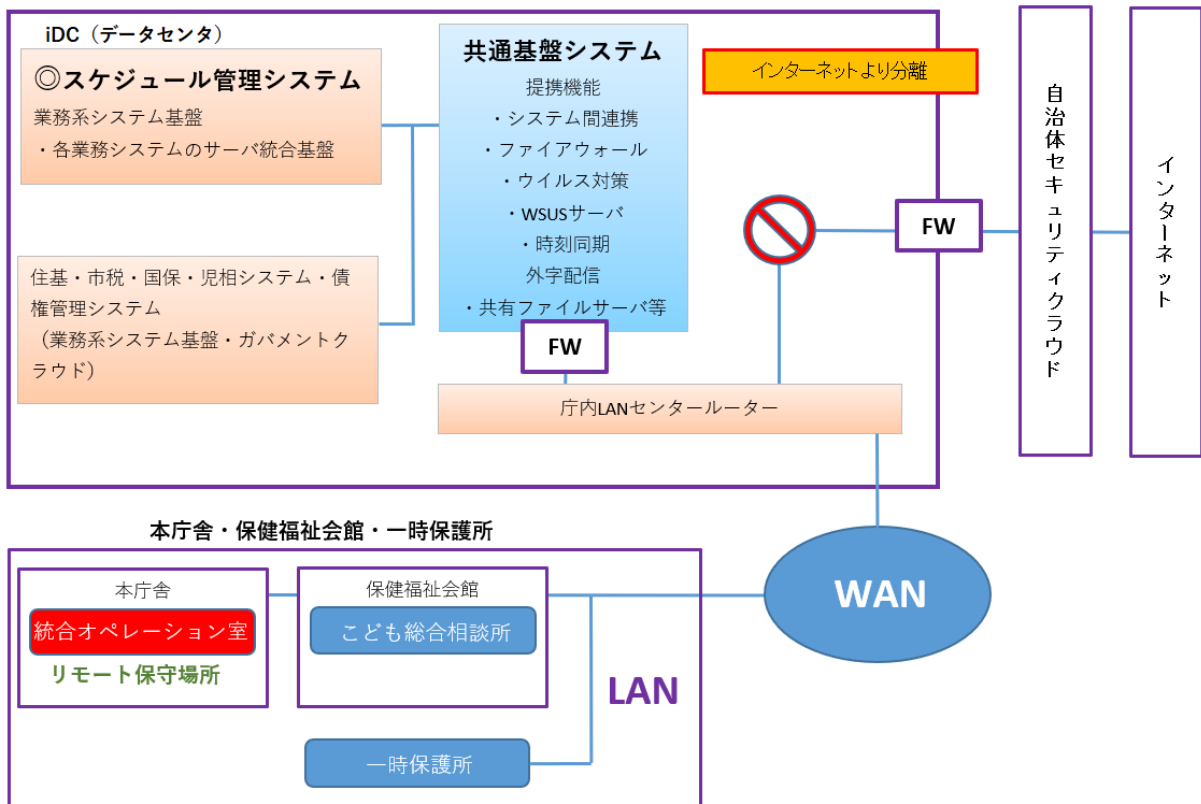 iDC（データセンタ）
◎スケジュール管理システム
業務系システム基盤
・各業務システムのサーバ統合基盤
住基・市税・国保・児相システム・債
権管理システム
（業務系システム基盤・ガバメントク
ラウド）
共通基盤システム
提携機能
・システム間連携
・ファイアウォール
・ウイルス対策
・WSUSサーバ
・時刻同期
外字配信
・共有ファイルサーバ等
FW
インターネットより分離
FW
庁内LANセンタールーター
自治体セキュリティクラウド
インターネット
本庁舎・保健福祉会館・一時保護所
本庁舎
統合オペレーション室
リモート保守場所
保健福祉会館
こども総合相談所
一時保護所
LAN
WAN